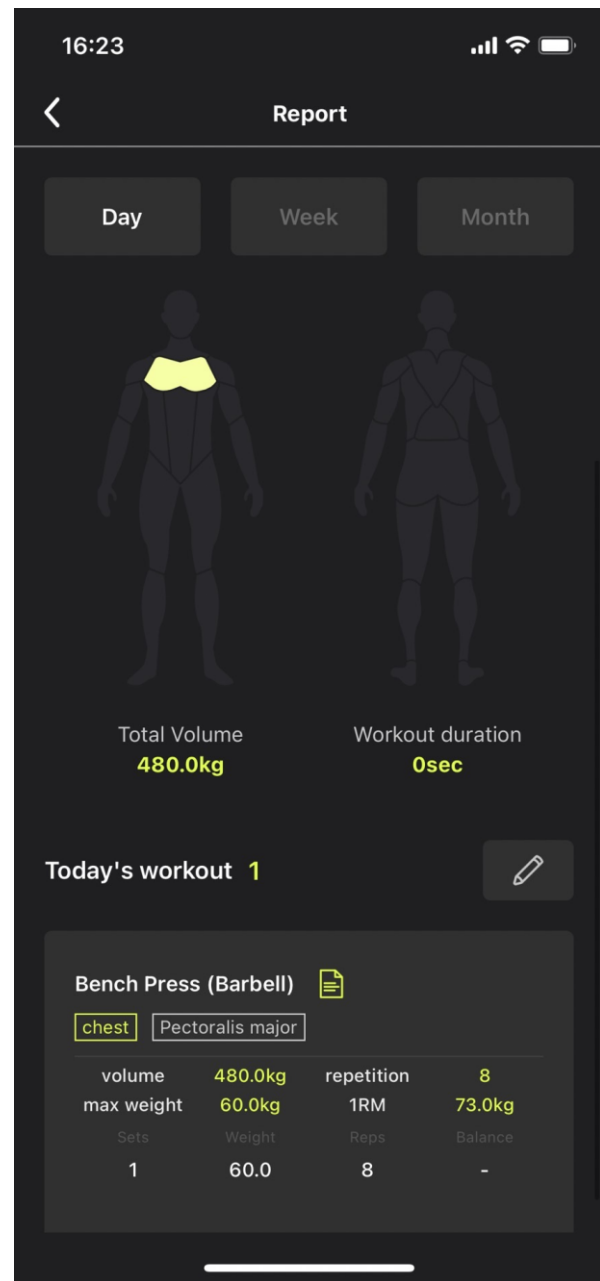 16:23
Report
Day Week Month
Total Volume Workout duration
480.0kg 0sec
Today's workout 1
Bench Press (Barbell)
chest Pectoralis major
volume 480.0kg repetition 8
max weight 60.0kg 1RM 73.0kg
Sets Weight Reps Balance
1 60.0 8 -